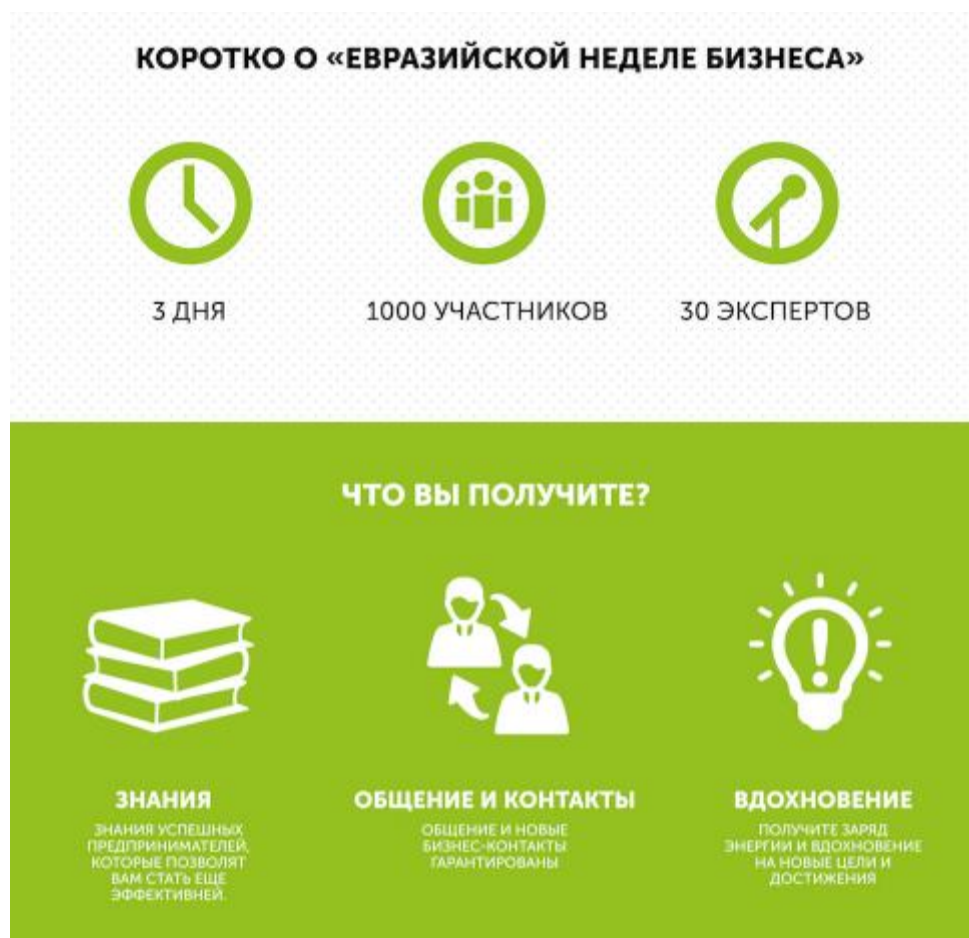 КОРОТКО О «ЕВРАЗИЙСКОЙ НЕДЕЛЕ БИЗНЕСА»
3 ДНЯ
1000 УЧАСТНИКОВ
30 ЭКСПЕРТОВ
ЧТО ВЫ ПОЛУЧИТЕ?
ЗНАНИЯ
ЗНАНИЯ УСПЕШНЫХ
ПРЕДПРИНИМАТЕЛЕЙ,
КОТОРЫЕ ПОЗВОЛЯТ
ВАМ СТАТЬ ЕЩЕ
ЭФФЕКТИВНЕЙ.
ОБЩЕНИЕ И КОНТАКТЫ
ОБЩЕНИЕ И НОВЫЕ
БИЗНЕС-КОНТАКТЫ
ГАРАНТИРОВАНЫ
ВДОХНОВЕНИЕ
ПОЛУЧИТЕ ЗАРЯД
ЭНЕРГИИ И ВДОХНОВЕНИЕ
НА НОВЫЕ ЦЕЛИ И
ДОСТИЖЕНИЯ